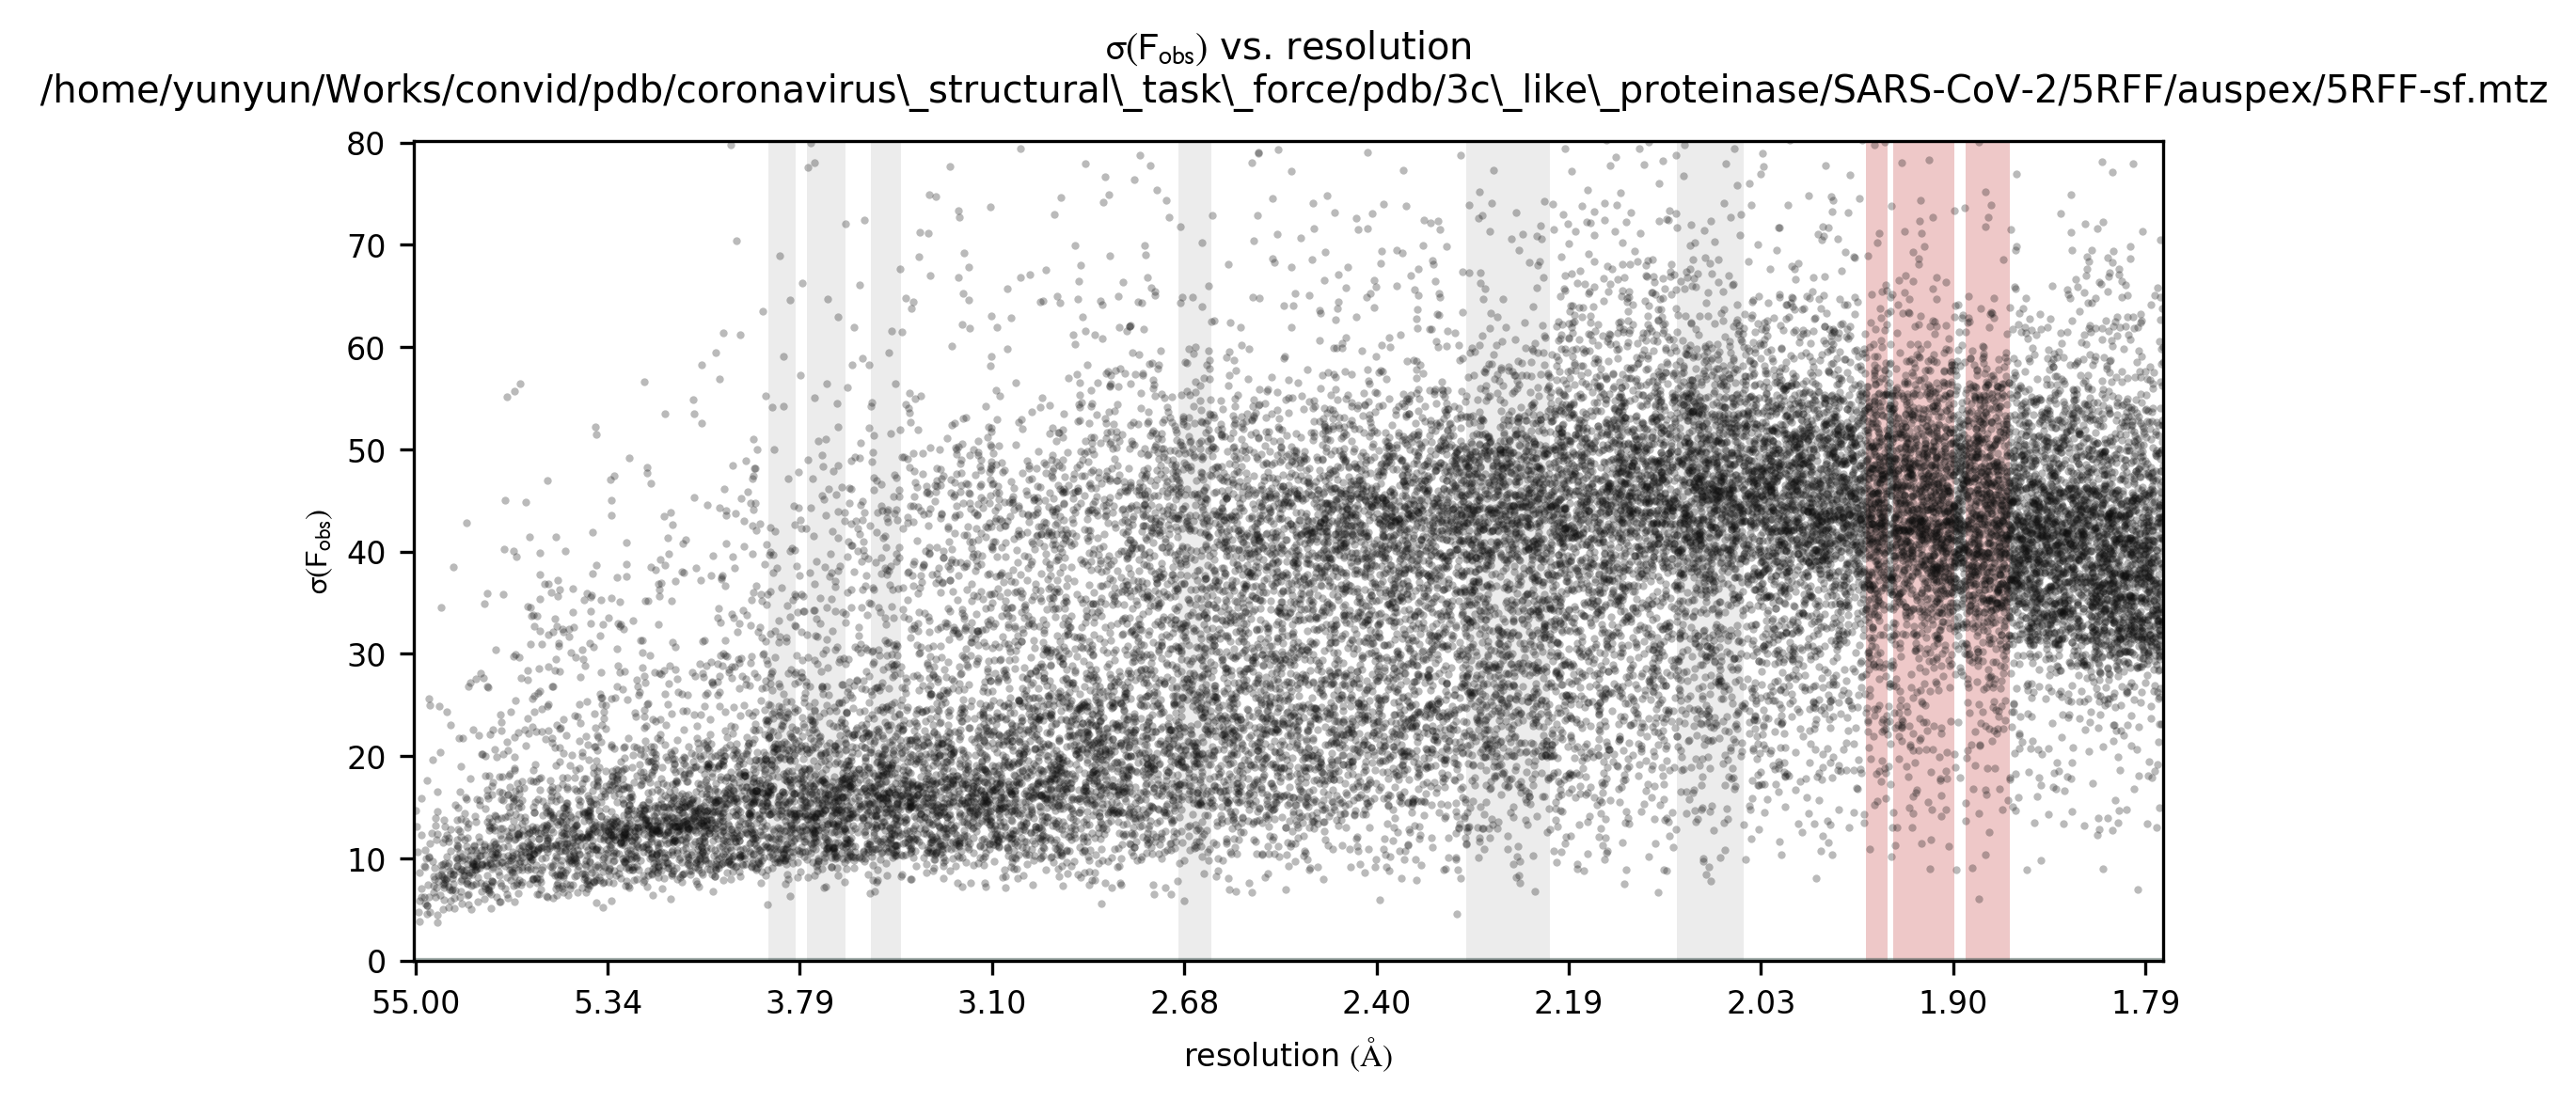 σ(F_obs) vs. resolution
/home/yunyun/Works/convid/pdb/coronavirus\_structural\_task\_force/pdb/3c\_like\_proteinase/SARS-CoV-2/5RFF/auspex/5RFF-sf.mtz
80
70
60
50
40
30
20
10
0
σ(F_obs)
55.00 5.34 3.79 3.10 2.68 2.40 2.19 2.03 1.90 1.79
resolution (Å)